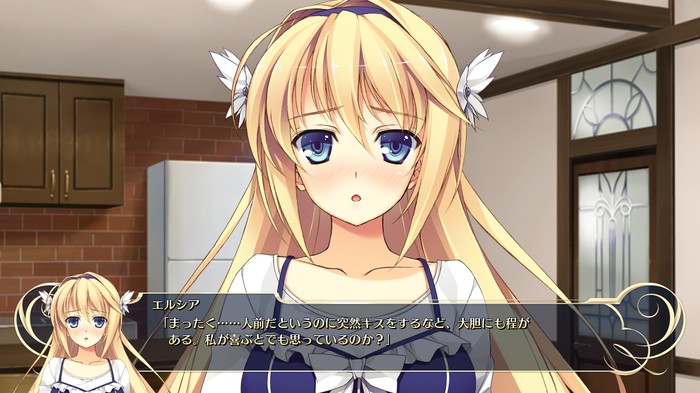 エルシア
「まったく……人前だというのに突然キスをするなど、大胆にも程が
ある。私が喜ぶとでも思っているのか？」